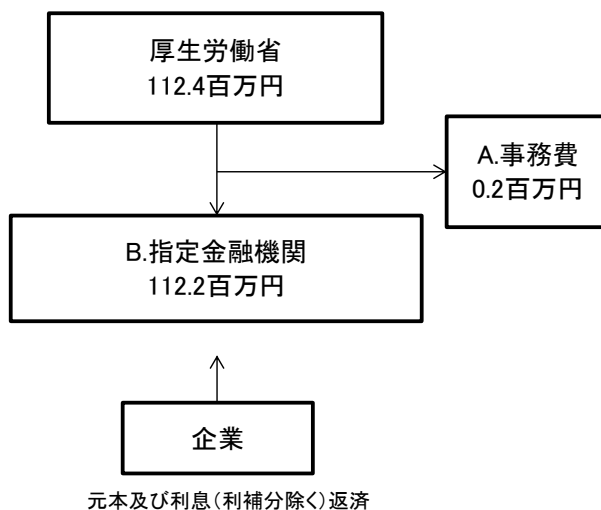 厚生労働省
112.4百万円
A.事務費
0.2百万円
B.指定金融機関
112.2百万円
企業
元本及び利息(利補分除く)返済